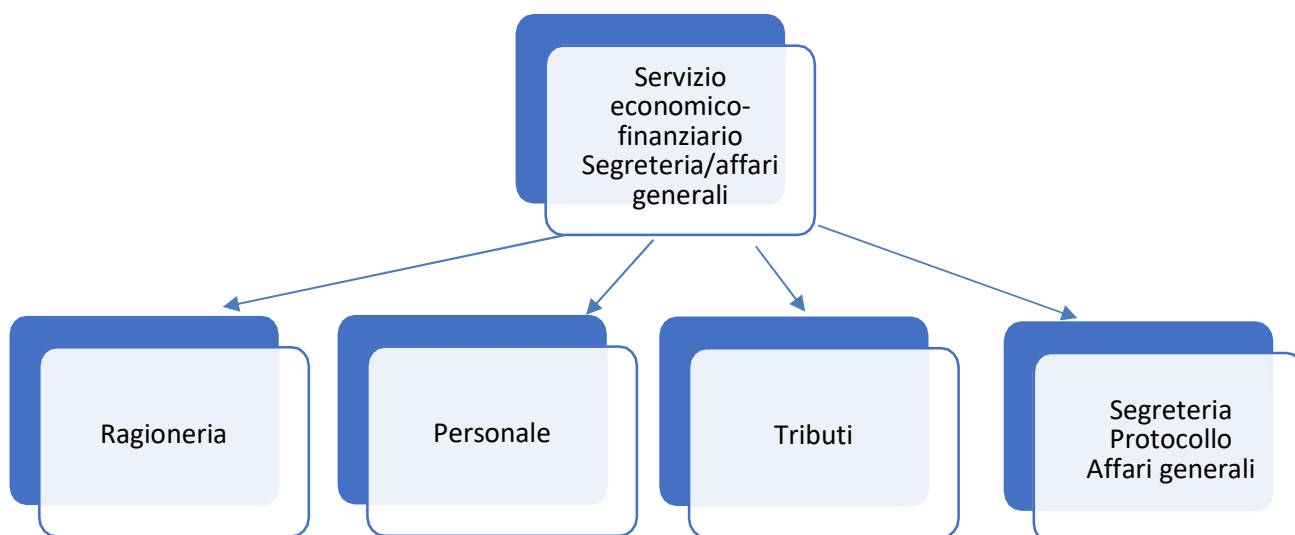 Servizio
economico-
finanziario
Segreteria/affari
generali
Ragioneria
Personale
Tributi
Segreteria
Protocollo
Affari generali